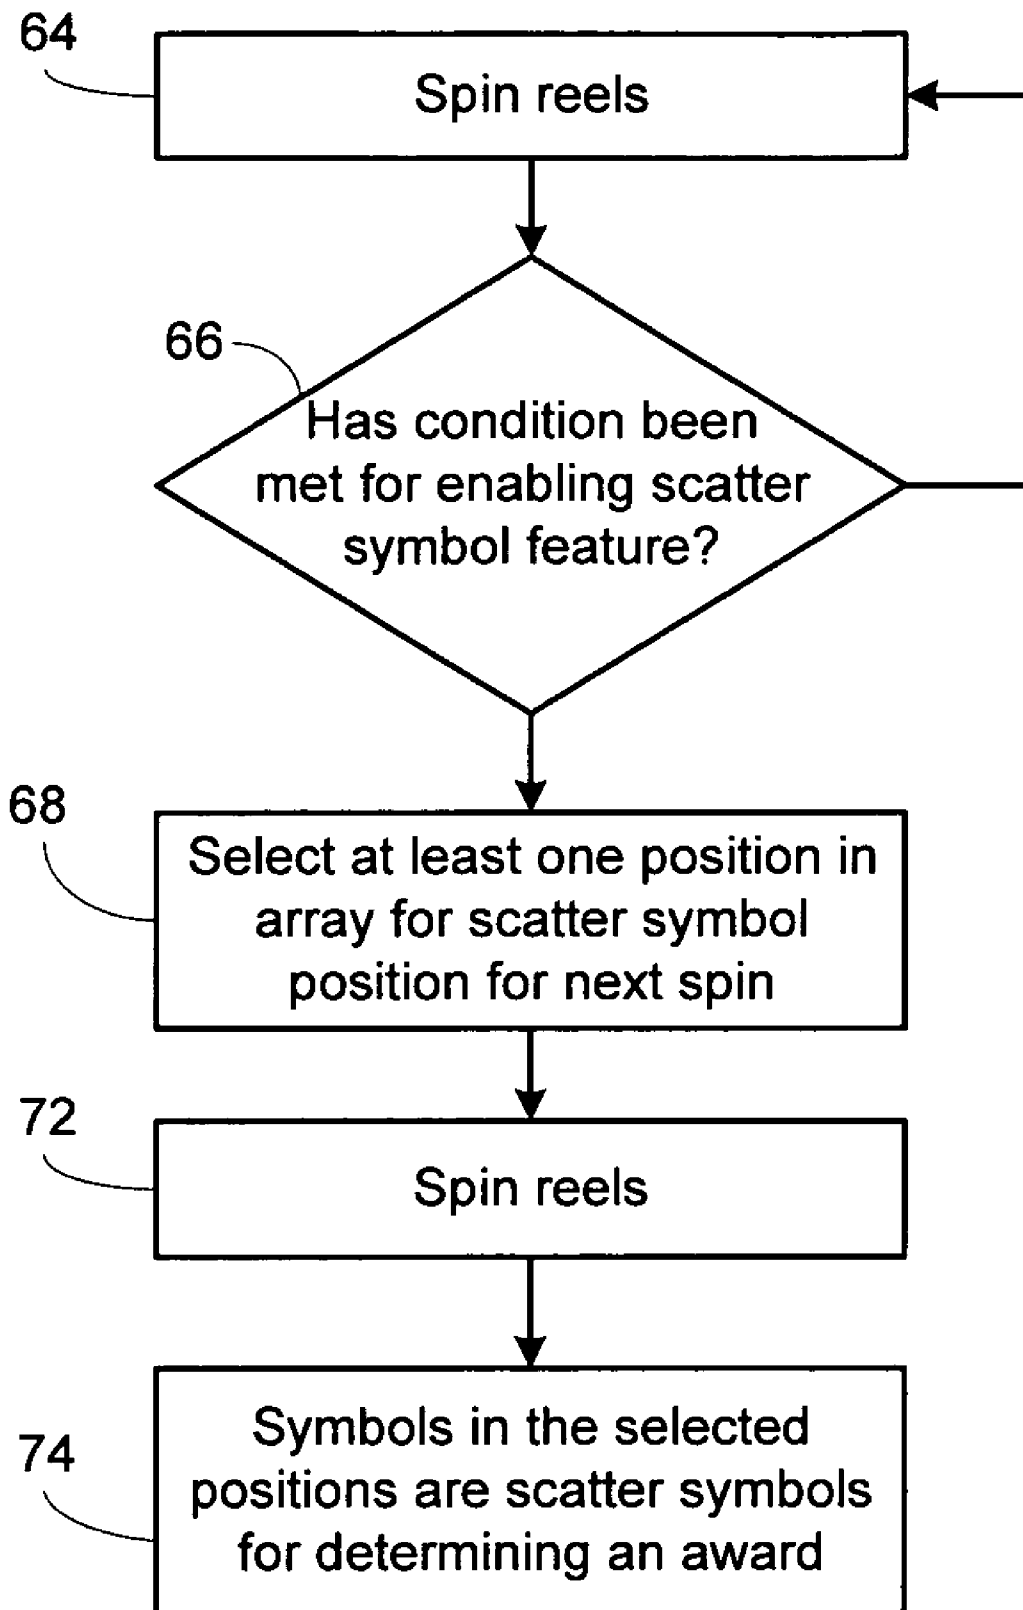 64
Spin reels
66
Has condition been
met for enabling scatter
symbol feature?
68
Select at least one position in
array for scatter symbol
position for next spin
72
Spin reels
74
Symbols in the selected
positions are scatter symbols
for determining an award